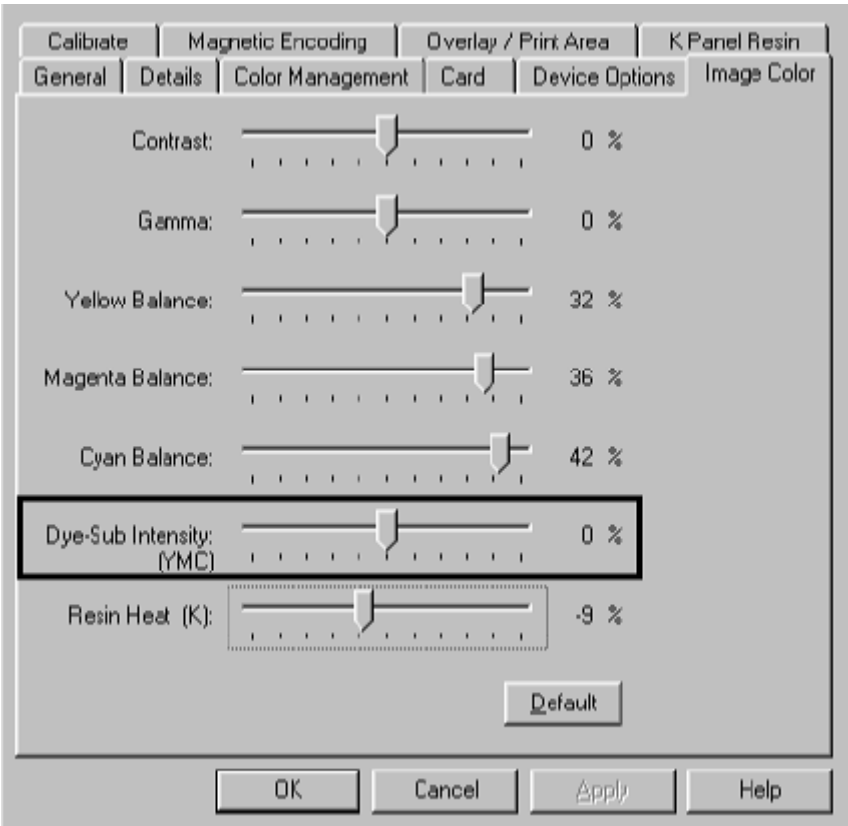 Calibrate Magnetic Encoding Overlay / Print Area K Panel Resin
General Details Color Management Card Device Options Image Color
Contrast: 0 %
Gamma: 0 %
Yellow Balance: 32 %
Magenta Balance: 36 %
Cyan Balance: 42 %
Dye-Sub Intensity: 0 %
(YMC)
Resin Heat (K): -9 %
Default
OK Cancel Apply Help